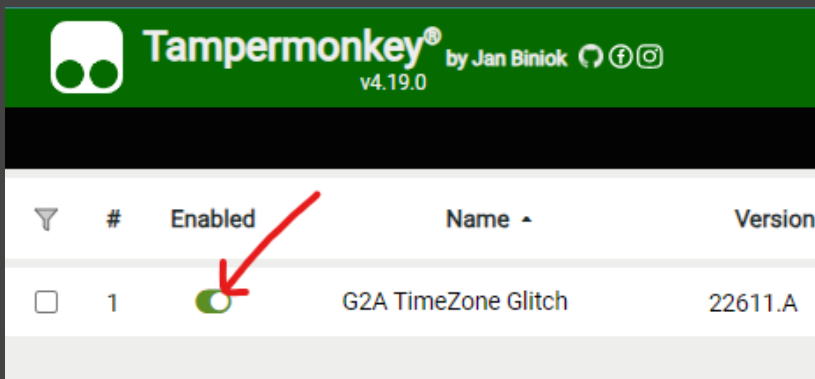 Tampermonkey® by Jan Biniok
v4.19.0
# Enabled Name Version
1 G2A TimeZone Glitch 22611.A